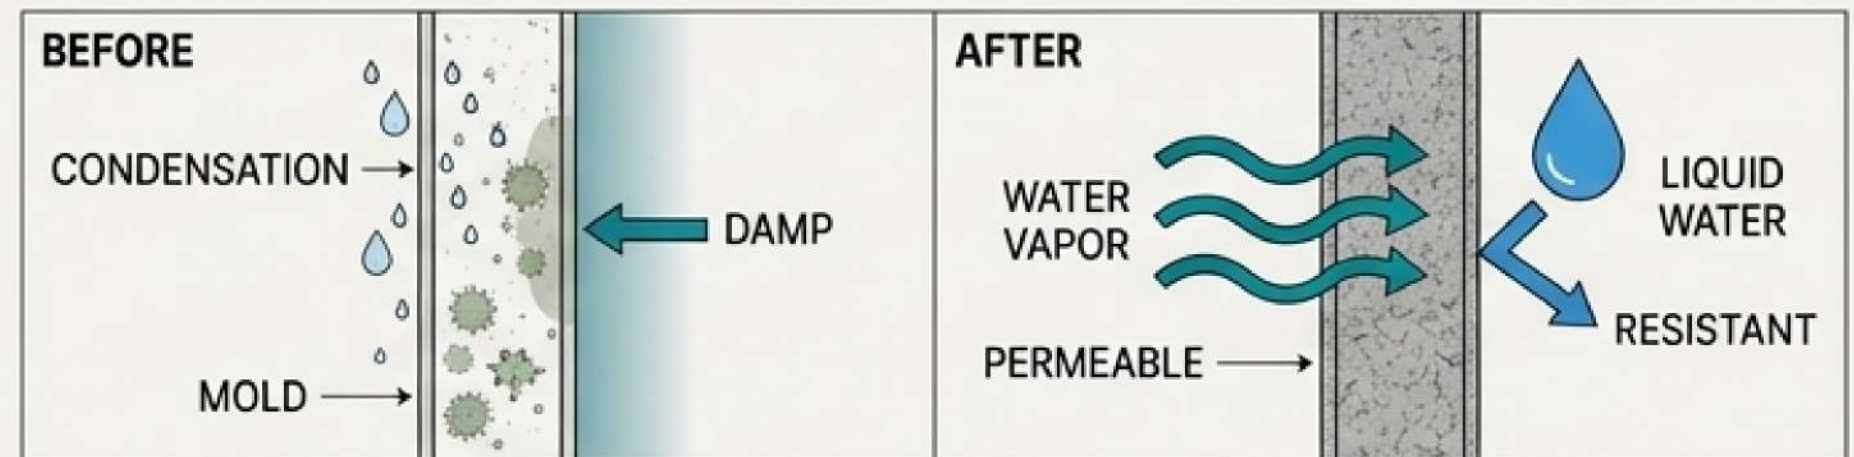 BEFORE
CONDENSATION
DAMP
MOLD
AFTER
WATER
VAPOR
LIQUID
WATER
RESISTANT
PERMEABLE